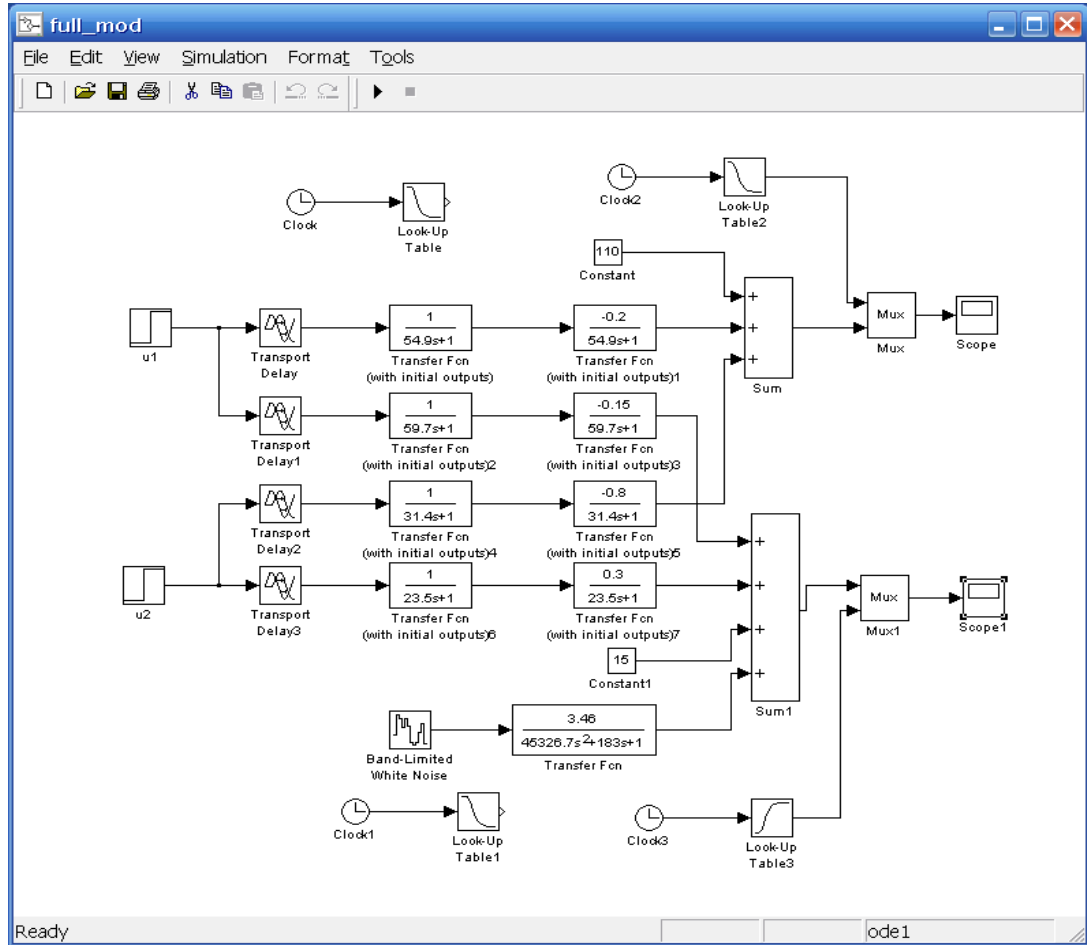 full_mod
File Edit View Simulation Format Tools
Clock
Look-Up
Table
Clock2
Look-Up
Table2
110
Constant
u1
Transport
Delay
1
54.9s+1
Transfer Fcn
(with initial outputs)
-0.2
54.9s+1
Transfer Fcn
(with initial outputs)1
+
+
+
Sum
Mux
Mux
Scope
Transport
Delay1
1
59.7s+1
Transfer Fcn
(with initial outputs)2
-0.15
59.7s+1
Transfer Fcn
(with initial outputs)3
Transport
Delay2
1
31.4s+1
Transfer Fcn
(with initial outputs)4
-0.8
31.4s+1
Transfer Fcn
(with initial outputs)5
u2
Transport
Delay3
1
23.5s+1
Transfer Fcn
(with initial outputs)6
0.3
23.5s+1
Transfer Fcn
(with initial outputs)7
15
Constant1
+
+
+
+
Sum1
Mux
Mux1
Scope1
Band-Limited
White Noise
3.46
45326.7s²+183s+1
Transfer Fcn
Clock1
Look-Up
Table1
Clock3
Look-Up
Table3
Ready
ode1